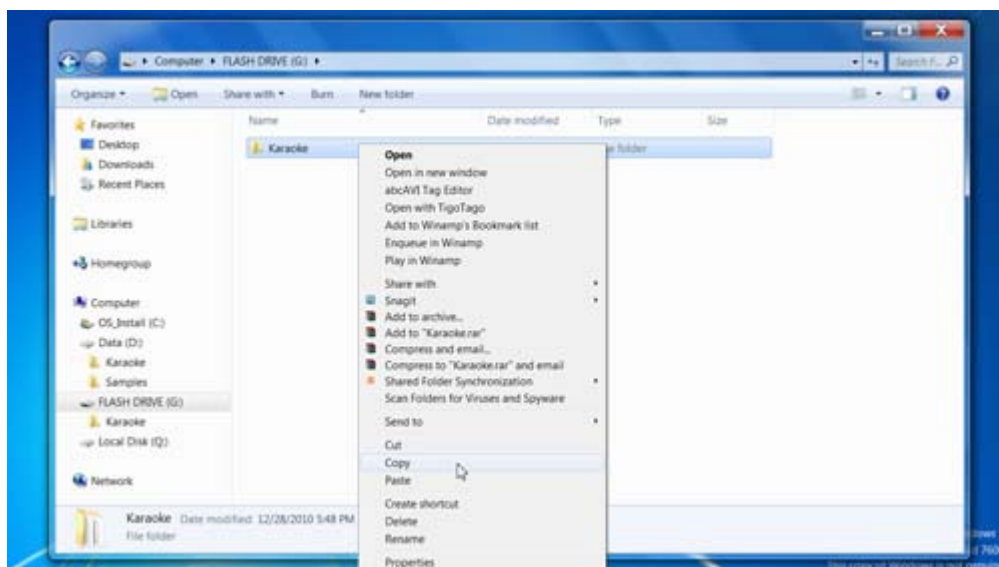 Computer ▸ FLASH DRIVE (G:) ▸
Search F...
Organize
Open
Share with
Burn
New folder
Name
Date modified
Type
Size
Favorites
Desktop
Downloads
Recent Places
Libraries
Homegroup
Computer
OS_Install (C:)
Data (D:)
Karaoke
Samples
FLASH DRIVE (G:)
Karaoke
Local Disk (Q:)
Network
Karaoke
folder
Open
Open in new window
abcAVI Tag Editor
Open with TigoTago
Add to Winamp's Bookmark list
Enqueue in Winamp
Play in Winamp
Share with
SnagIt
Add to archive...
Add to "Karaoke.rar"
Compress and email...
Compress to "Karaoke.rar" and email
Shared Folder Synchronization
Scan Folders for Viruses and Spyware
Send to
Cut
Copy
Paste
Create shortcut
Delete
Rename
Properties
Karaoke Date modified: 12/28/2010 5:48 PM
File folder